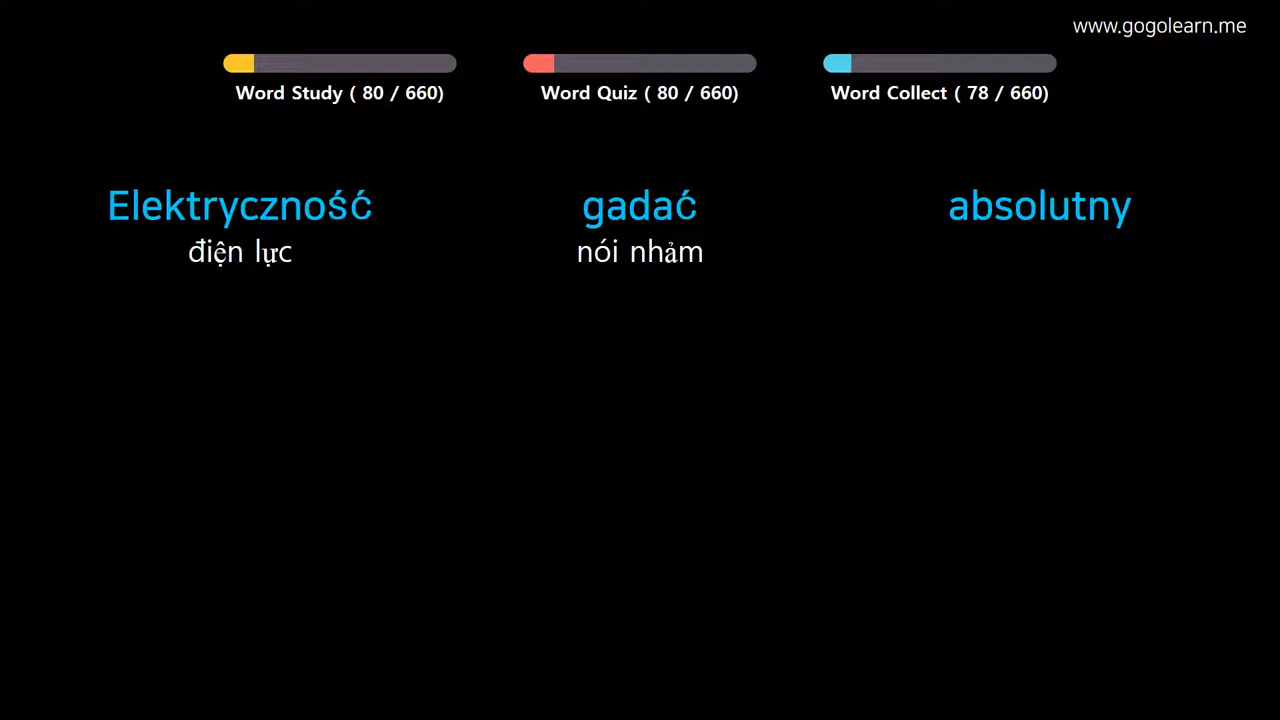 www.gogolearn.me
Word Study ( 80 / 660)
Word Quiz ( 80 / 660)
Word Collect ( 78 / 660)
Elektryczność
điện lực
gadać
nói nhảm
absolutny